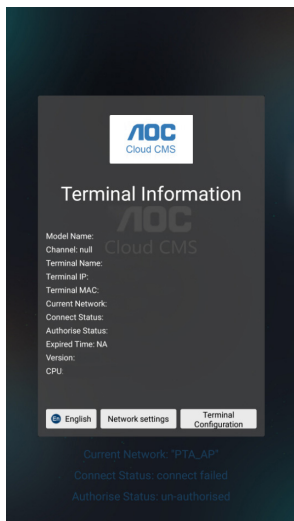 AOC
Cloud CMS
Terminal Information
AOC
Cloud CMS
Model Name:
Channel: null
Terminal Name:
Terminal IP:
Terminal MAC:
Current Network:
Connect Status:
Authorise Status:
Expired Time: NA
Version:
CPU:
En English
Network settings
Terminal
Configuration
Current Network: "PTA_AP"
Connect Status: connect failed
Authorise Status: un-authorised